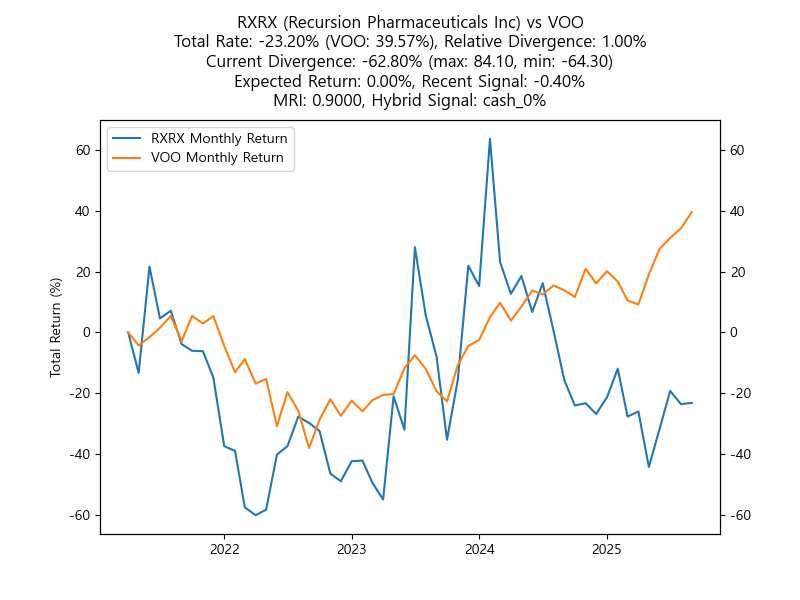 RXRX (Recursion Pharmaceuticals Inc) vs VOO
Total Rate: -23.20% (VOO: 39.57%), Relative Divergence: 1.00%
Current Divergence: -62.80% (max: 84.10, min: -64.30)
Expected Return: 0.00%, Recent Signal: -0.40%
MRI: 0.9000, Hybrid Signal: cash_0%
RXRX Monthly Return
VOO Monthly Return
60 60
40 40
20 20
0 0
-20 -20
-40 -40
-60 -60
Total Return (%)
2022 2023 2024 2025